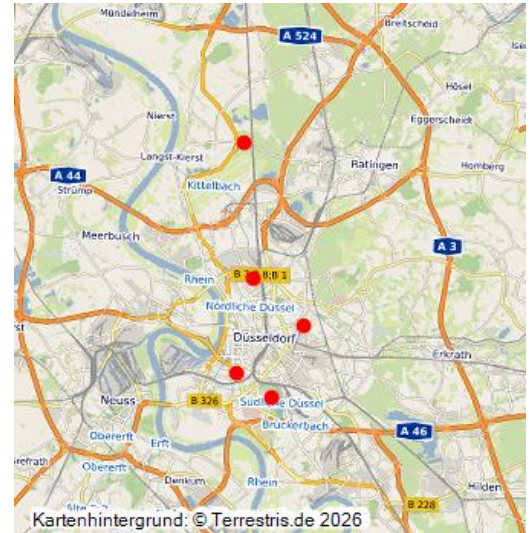 Mündelheim
Breitscheid
A 524
Hösel
Nierst
Eggerscheidt
Langst-Kierst
Ratingen
Homberg
A 44
Kittelbach
Strümp
Meerbusch
A 3
Rhein
8;B 1
Nördliche Düssel
Düsseldorf
Erkrath
Neuss
B 326
Südliche Düssel
Brückerbach
Obererft
Erft
A 46
Obererft
Rhein
Hilden
B 228
Kartenhintergrund: © Terrestris.de 2026